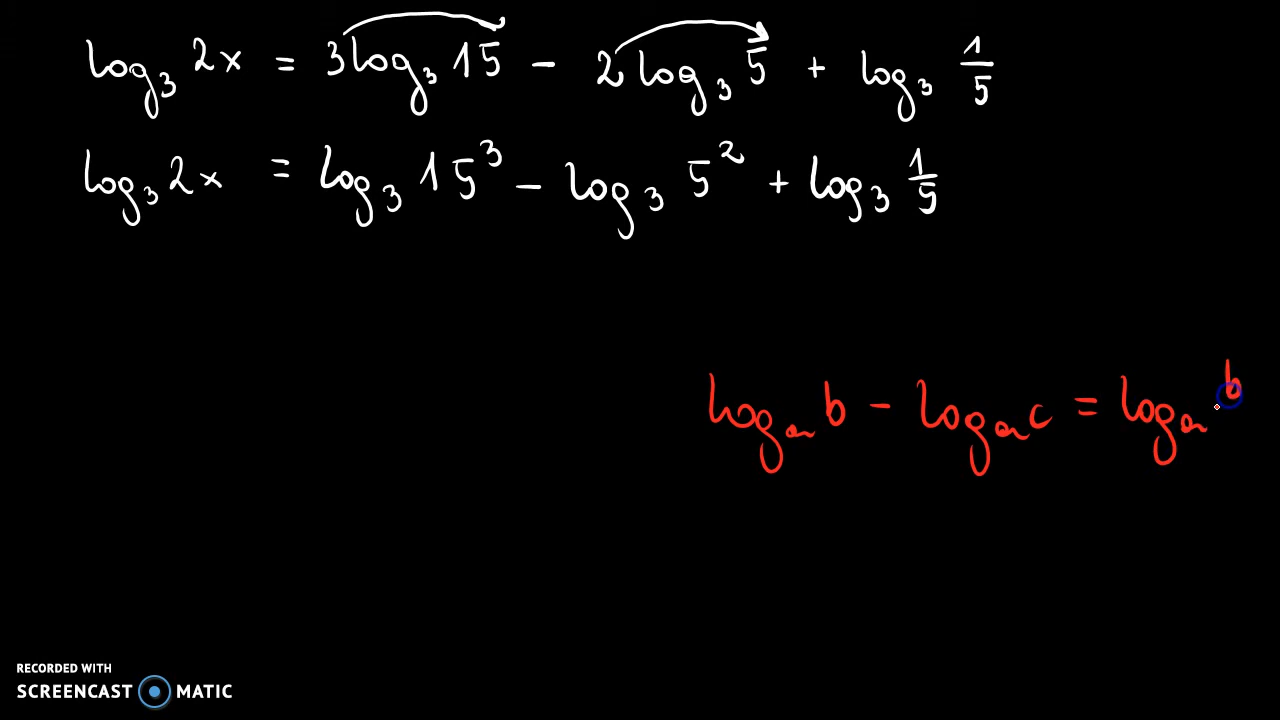 log₃ 2x = 3log₃ 15 - 2log₃ 5 + log₃ 1/5
log₃ 2x = log₃ 15³ - log₃ 5² + log₃ 1/5
logₐ b - logₐ c = logₐ b
RECORDED WITH
SCREENCAST MATIC